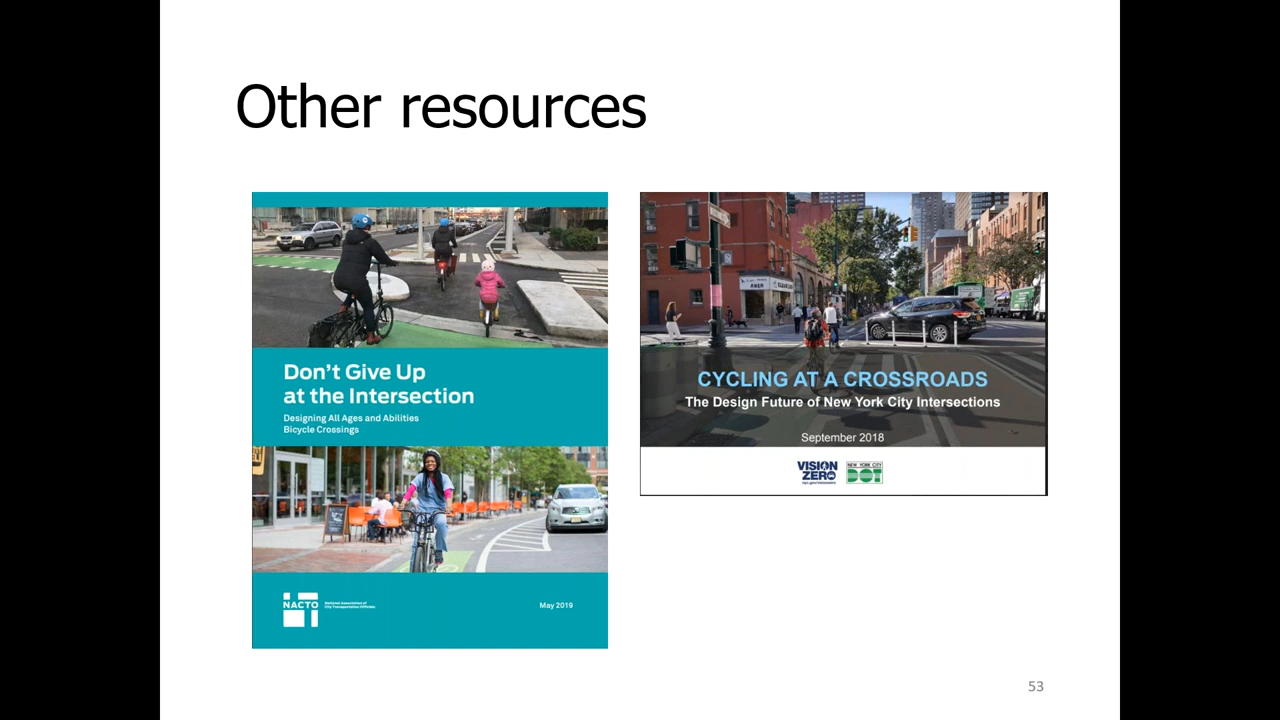 Other resources
Don't Give Up
at the Intersection
Designing All Ages and Abilities
Bicycle Crossings
NACTO
National Association of
City Transportation Officials
May 2019
CYCLING AT A CROSSROADS
The Design Future of New York City Intersections
September 2018
VISION
ZERO
NEW YORK CITY
DOT
53